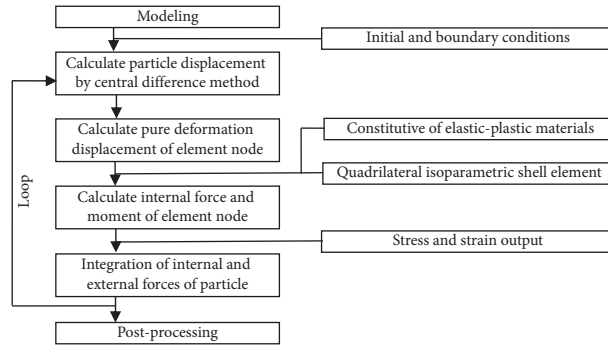 Modeling
Initial and boundary conditions
Calculate particle displacement
by central difference method
Calculate pure deformation
displacement of element node
Constitutive of elastic-plastic materials
Quadrilateral isoparametric shell element
Loop
Calculate internal force and
moment of element node
Stress and strain output
Integration of internal and
external forces of particle
Post-processing